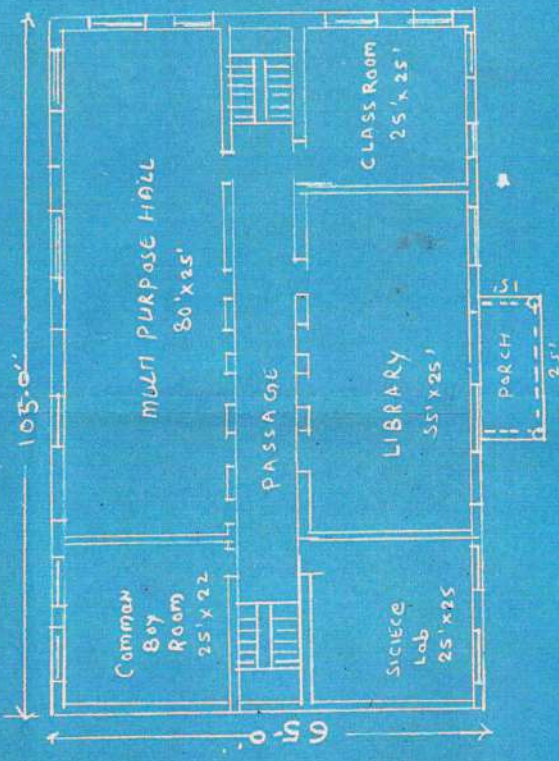 105-0"
MULTI PURPOSE HALL
80'x25'
COMMAN
BOY
ROOM
25'x22
PASSAGE
CLASS ROOM
25'x25'
LIBRARY
55'x25'
SICIECE
Lab
25'x25
PORCH
25'
65-0'